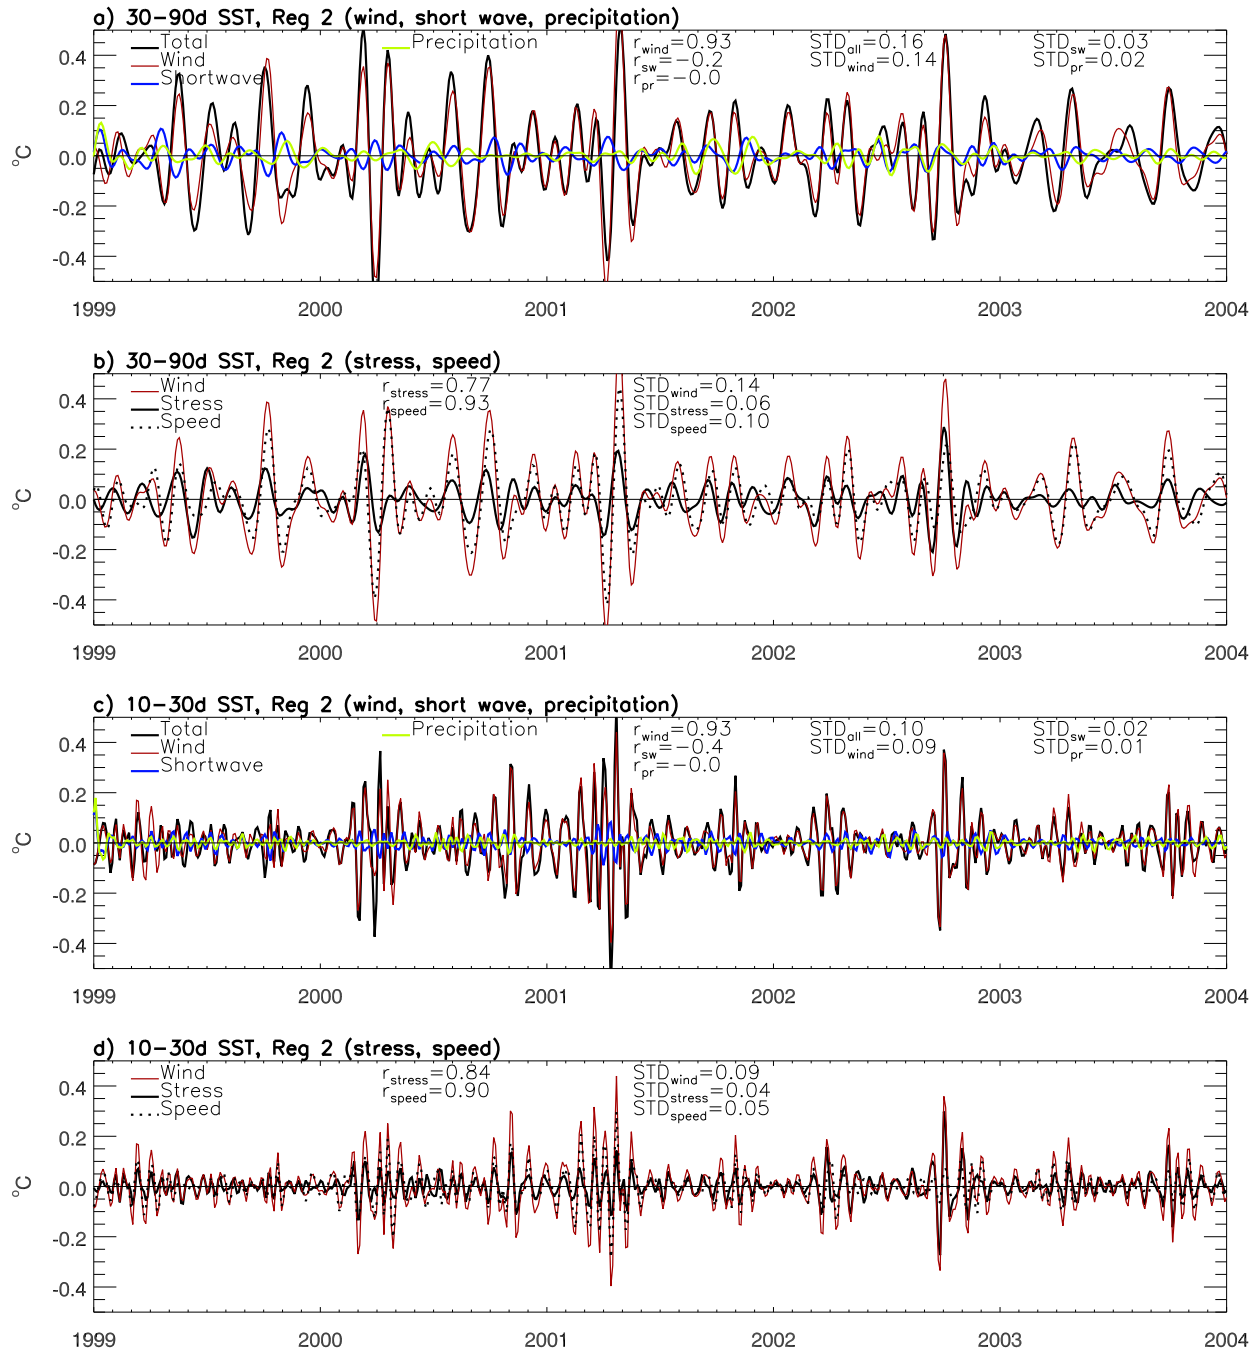 a) 30-90d SST, Reg 2 (wind, short wave, precipitation)
Total
Wind
Shortwave
Precipitation
r_wind=0.93
r_sw=-0.2
r_pr=-0.0
STD_all=0.16
STD_wind=0.14
STD_sw=0.03
STD_pr=0.02
0.4
0.2
0.0
-0.2
-0.4
°C
1999 2000 2001 2002 2003 2004
b) 30-90d SST, Reg 2 (stress, speed)
Wind
Stress
Speed
r_stress=0.77
r_speed=0.93
STD_wind=0.14
STD_stress=0.06
STD_speed=0.10
0.4
0.2
0.0
-0.2
-0.4
°C
1999 2000 2001 2002 2003 2004
c) 10-30d SST, Reg 2 (wind, short wave, precipitation)
Total
Wind
Shortwave
Precipitation
r_wind=0.93
r_sw=-0.4
r_pr=-0.0
STD_all=0.10
STD_wind=0.09
STD_sw=0.02
STD_pr=0.01
0.4
0.2
0.0
-0.2
-0.4
°C
1999 2000 2001 2002 2003 2004
d) 10-30d SST, Reg 2 (stress, speed)
Wind
Stress
Speed
r_stress=0.84
r_speed=0.90
STD_wind=0.09
STD_stress=0.04
STD_speed=0.05
0.4
0.2
0.0
-0.2
-0.4
°C
1999 2000 2001 2002 2003 2004